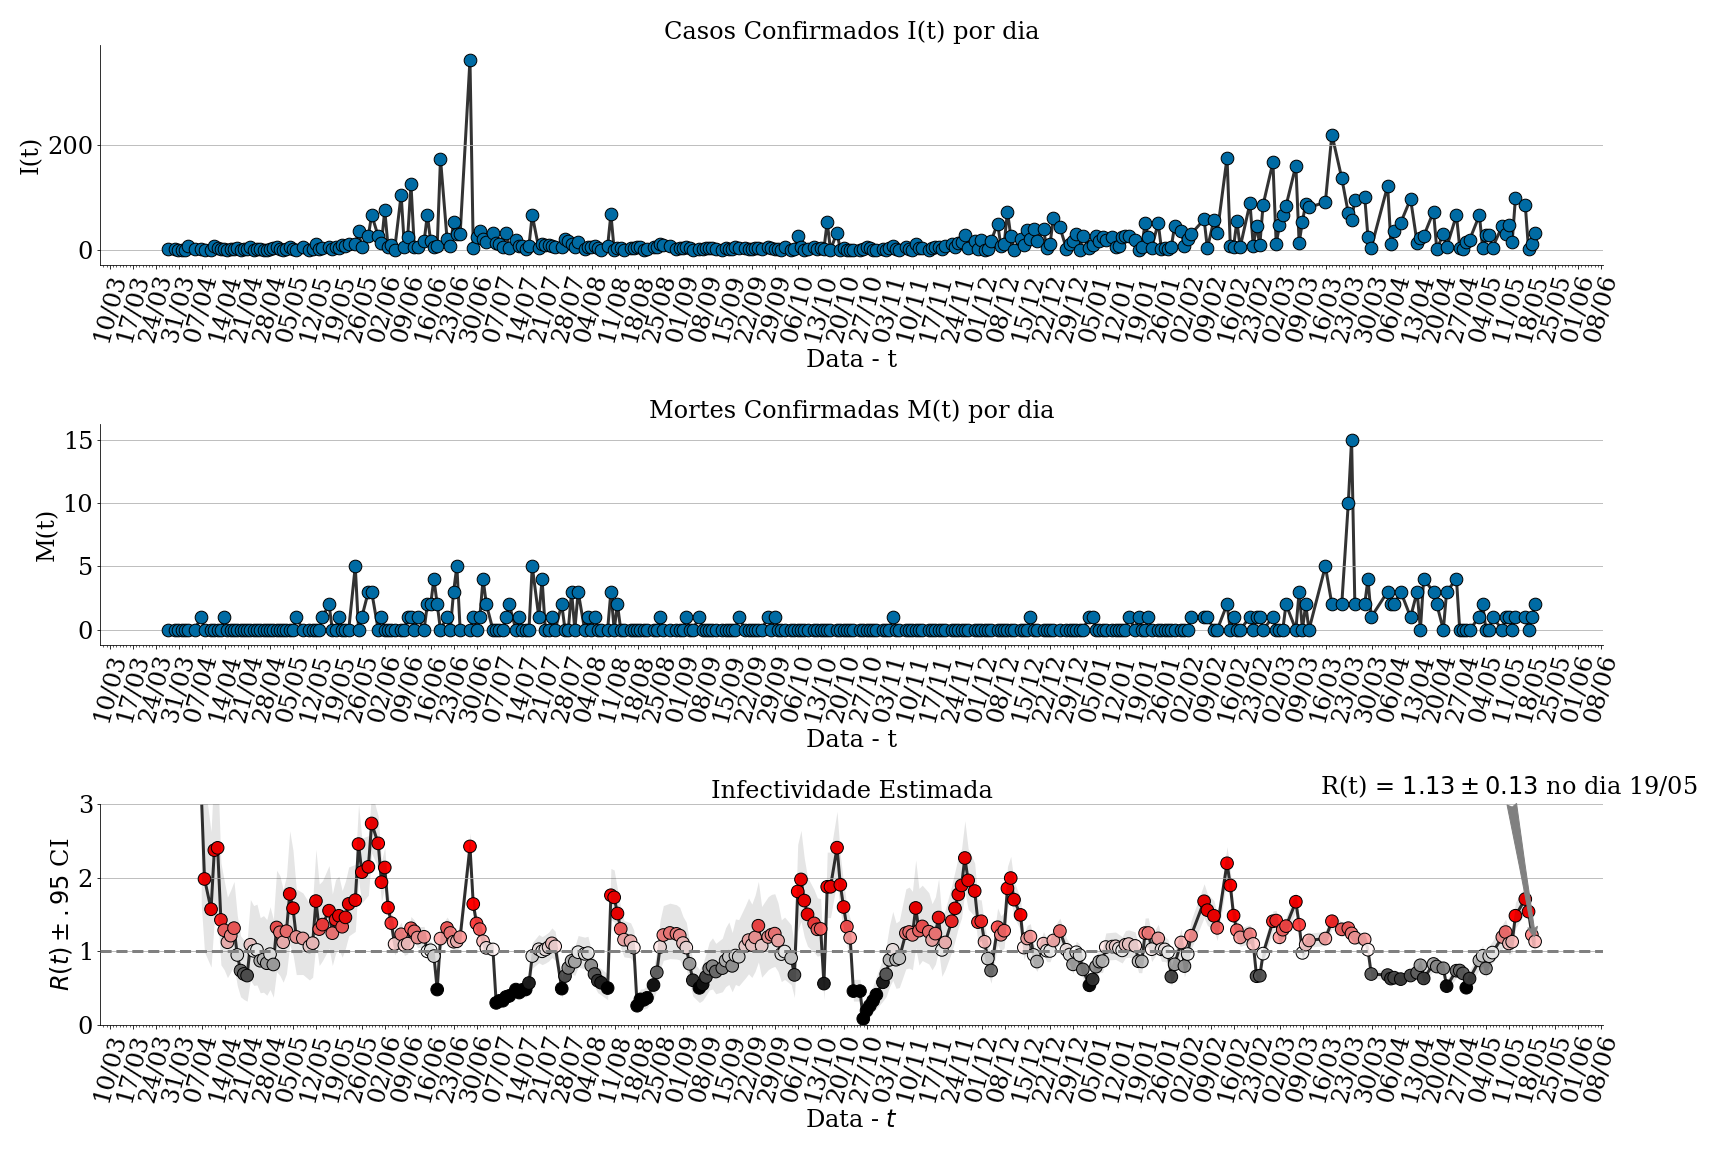 Casos Confirmados I(t) por dia
I(t)
200
0
10/03 17/03 24/03 31/03 07/04 14/04 21/04 28/04 05/05 12/05 19/05 26/05 02/06 09/06 16/06 23/06 30/06 07/07 14/07 21/07 28/07 04/08 11/08 18/08 25/08 01/09 08/09 15/09 22/09 29/09 06/10 13/10 20/10 27/10 03/11 10/11 17/11 24/11 01/12 08/12 15/12 22/12 29/12 05/01 12/01 19/01 26/01 02/02 09/02 16/02 23/02 02/03 09/03 16/03 23/03 30/03 06/04 13/04 20/04 27/04 04/05 11/05 18/05 25/05 01/06 08/06
Data - t
Mortes Confirmadas M(t) por dia
M(t)
15
10
5
0
10/03 17/03 24/03 31/03 07/04 14/04 21/04 28/04 05/05 12/05 19/05 26/05 02/06 09/06 16/06 23/06 30/06 07/07 14/07 21/07 28/07 04/08 11/08 18/08 25/08 01/09 08/09 15/09 22/09 29/09 06/10 13/10 20/10 27/10 03/11 10/11 17/11 24/11 01/12 08/12 15/12 22/12 29/12 05/01 12/01 19/01 26/01 02/02 09/02 16/02 23/02 02/03 09/03 16/03 23/03 30/03 06/04 13/04 20/04 27/04 04/05 11/05 18/05 25/05 01/06 08/06
Data - t
Infectividade Estimada
R(t) = 1.13 ± 0.13 no dia 19/05
R(t) ± .95 CI
3
2
1
0
10/03 17/03 24/03 31/03 07/04 14/04 21/04 28/04 05/05 12/05 19/05 26/05 02/06 09/06 16/06 23/06 30/06 07/07 14/07 21/07 28/07 04/08 11/08 18/08 25/08 01/09 08/09 15/09 22/09 29/09 06/10 13/10 20/10 27/10 03/11 10/11 17/11 24/11 01/12 08/12 15/12 22/12 29/12 05/01 12/01 19/01 26/01 02/02 09/02 16/02 23/02 02/03 09/03 16/03 23/03 30/03 06/04 13/04 20/04 27/04 04/05 11/05 18/05 25/05 01/06 08/06
Data - t